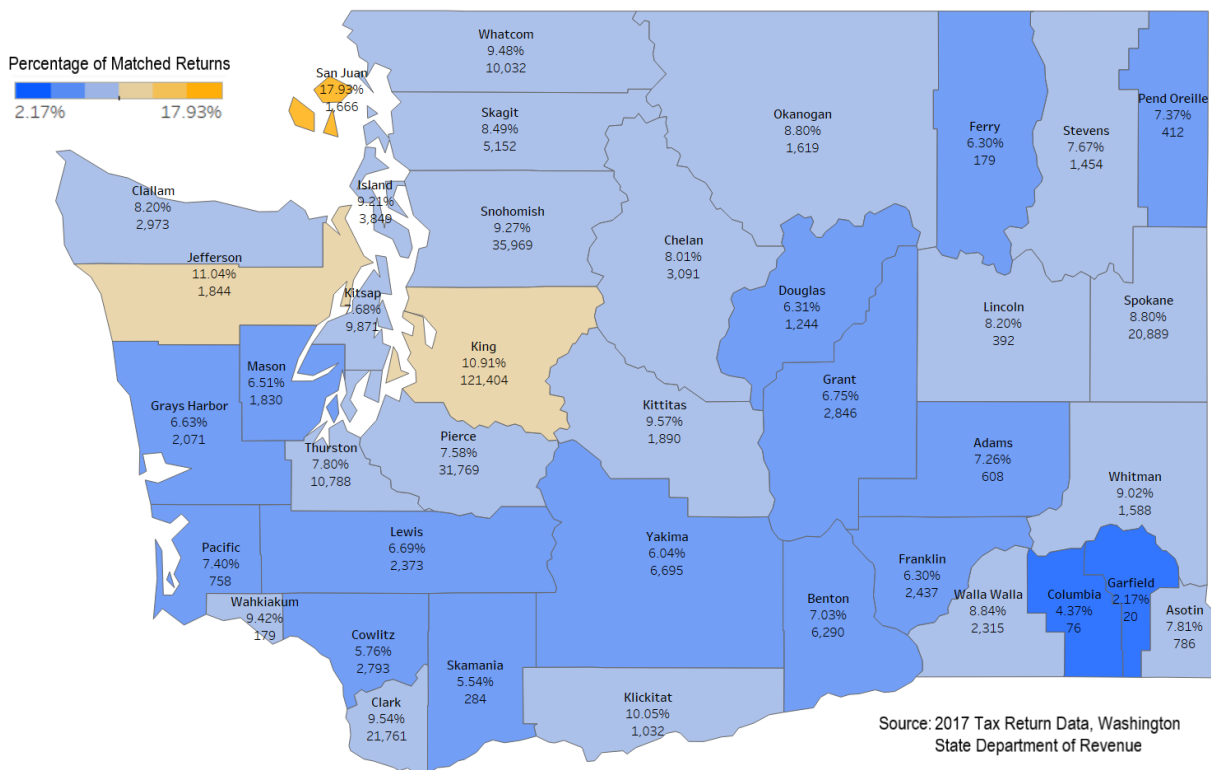 Percentage of Matched Returns
2.17%
17.93%
San Juan
17.93%
1,666
Whatcom
9.48%
10,032
Skagit
8.49%
5,152
Okanogan
8.80%
1,619
Ferry
6.30%
179
Stevens
7.67%
1,454
Pend Oreille
7.37%
412
Clallam
8.20%
2,973
Island
9.21%
3,849
Snohomish
9.27%
35,969
Chelan
8.01%
3,091
Jefferson
11.04%
1,844
Kitsap
7.68%
9,871
Douglas
6.31%
1,244
Lincoln
8.20%
392
Spokane
8.80%
20,889
King
10.91%
121,404
Mason
6.51%
1,830
Grays Harbor
6.63%
2,071
Grant
6.75%
2,846
Kittitas
9.57%
1,890
Pierce
7.58%
31,769
Thurston
7.80%
10,788
Adams
7.26%
608
Whitman
9.02%
1,588
Lewis
6.69%
2,373
Yakima
6.04%
6,695
Pacific
7.40%
758
Franklin
6.30%
2,437
Garfield
2.17%
20
Walla Walla
8.84%
2,315
Columbia
4.37%
76
Asotin
7.81%
786
Benton
7.03%
6,290
Wahkiakum
9.42%
179
Cowlitz
5.76%
2,793
Skamania
5.54%
284
Clark
9.54%
21,761
Klickitat
10.05%
1,032
Source: 2017 Tax Return Data, Washington
State Department of Revenue